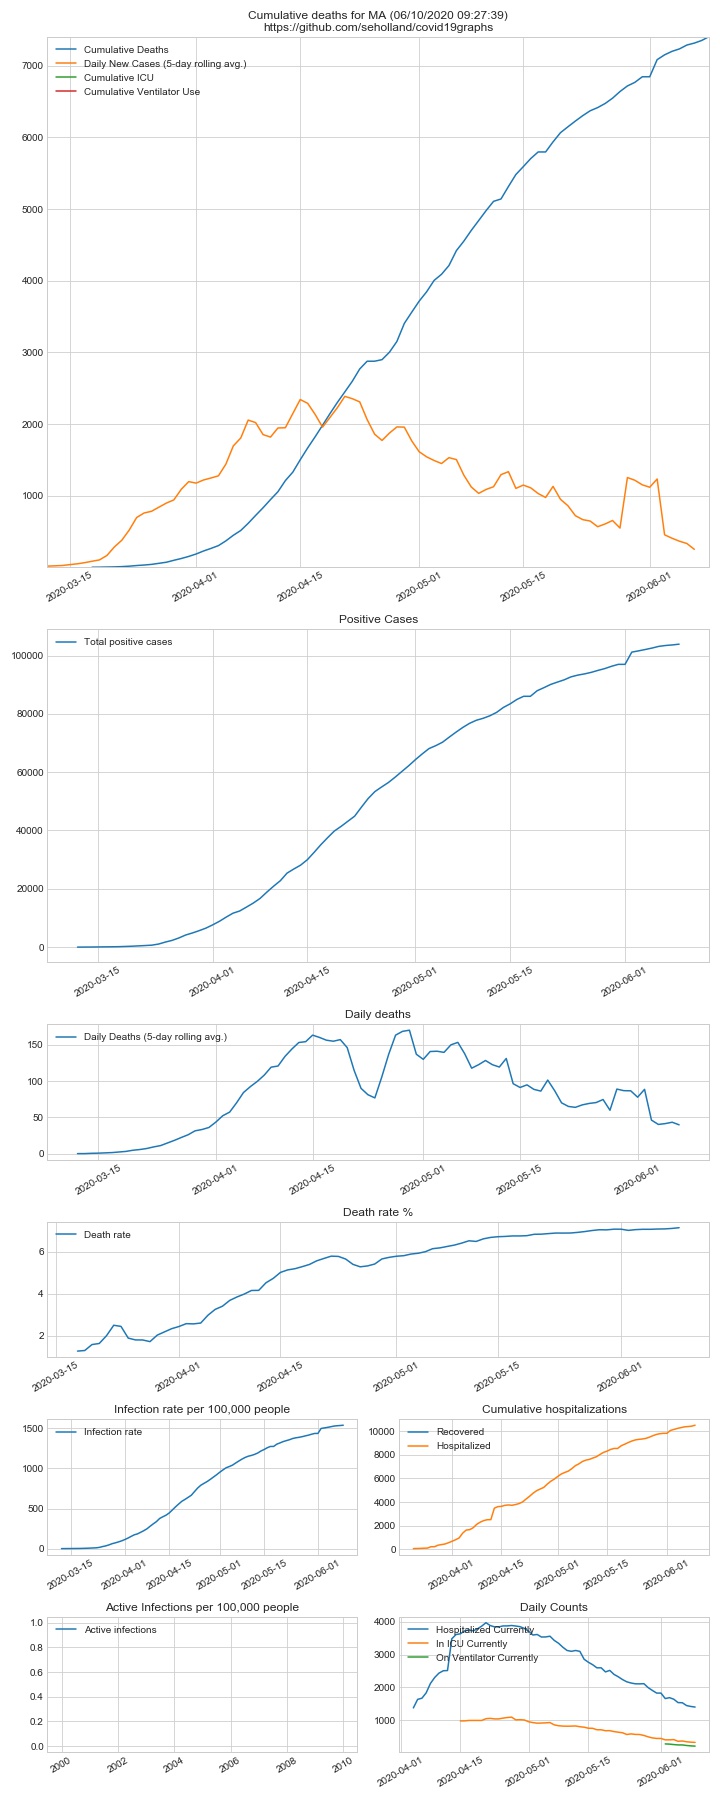 Cumulative deaths for MA (06/10/2020 09:27:39)
https://github.com/seholland/covid19graphs
Cumulative Deaths
Daily New Cases (5-day rolling avg.)
Cumulative ICU
Cumulative Ventilator Use
7000
6000
5000
4000
3000
2000
1000
2020-03-15 2020-04-01 2020-04-15 2020-05-01 2020-05-15 2020-06-01
Positive Cases
Total positive cases
100000
80000
60000
40000
20000
0
2020-03-15 2020-04-01 2020-04-15 2020-05-01 2020-05-15 2020-06-01
Daily deaths
Daily Deaths (5-day rolling avg.)
150
100
50
0
2020-03-15 2020-04-01 2020-04-15 2020-05-01 2020-05-15 2020-06-01
Death rate %
Death rate
6
4
2
2020-03-15 2020-04-01 2020-04-15 2020-05-01 2020-05-15 2020-06-01
Infection rate per 100,000 people
Infection rate
1500
1000
500
0
2020-03-15 2020-04-01 2020-04-15 2020-05-01 2020-05-15 2020-06-01
Cumulative hospitalizations
Recovered
Hospitalized
10000
8000
6000
4000
2000
0
2020-04-01 2020-04-15 2020-05-01 2020-05-15 2020-06-01
Active Infections per 100,000 people
Active infections
1.0
0.8
0.6
0.4
0.2
0.0
2000 2002 2004 2006 2008 2010
Daily Counts
Hospitalized Currently
In ICU Currently
On Ventilator Currently
4000
3000
2000
1000
2020-04-01 2020-04-15 2020-05-01 2020-05-15 2020-06-01